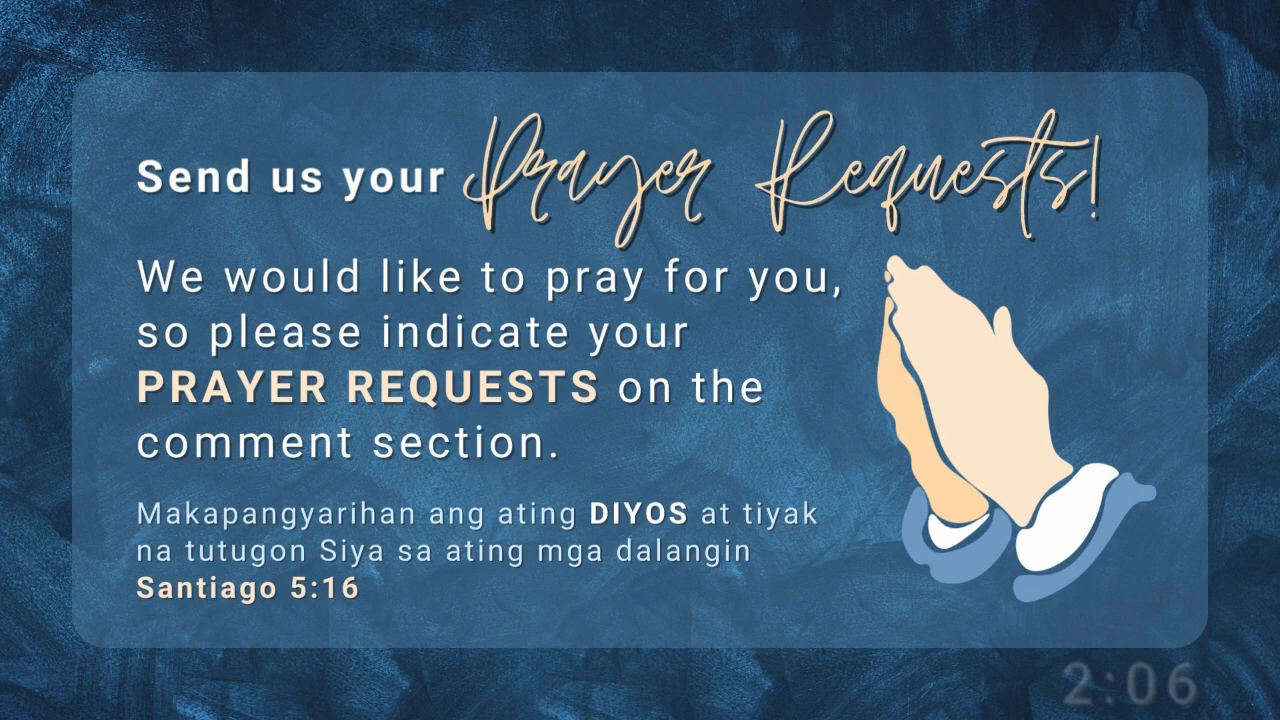 Send us your Prayer Requests!
We would like to pray for you,
so please indicate your
PRAYER REQUESTS on the
comment section.
Makapangyarihan ang ating DIYOS at tiyak
na tutugon Siya sa ating mga dalangin
Santiago 5:16
2:06